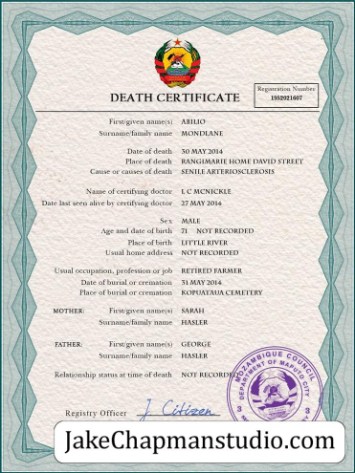 DEATH CERTIFICATE
Registration Number
1952021667
First/given name(s) ABILIO
Surname/family name MONDLANE
Date of death 30 MAY 2014
Place of death RANGIMARIE HOME DAVID STREET
Cause or causes of death SENILE ARTERIOSCLEROSIS
Name of certifying doctor L C MCNICKLE
Date last seen alive by certifying doctor 27 MAY 2014
Sex MALE
Age and date of birth 71 NOT RECORDED
Place of birth LITTLE RIVER
Usual home address NOT RECORDED
Usual occupation, profession or job RETIRED FARMER
Date of burial or cremation 31 MAY 2014
Place of burial or cremation KOPUATAUA CEMETERY
MOTHER: First/given name(s) SARAH
Surname/family name HASLER
FATHER: First/given name(s) GEORGE
Surname/family name HASLER
Relationship status at time of death NOT RECORDED
MOZAMBIQUE COUNCIL
DEPARTMENT OF MAPUTO CITY
3 3
Registry Officer J. Citizen
JakeChapmanstudio.com